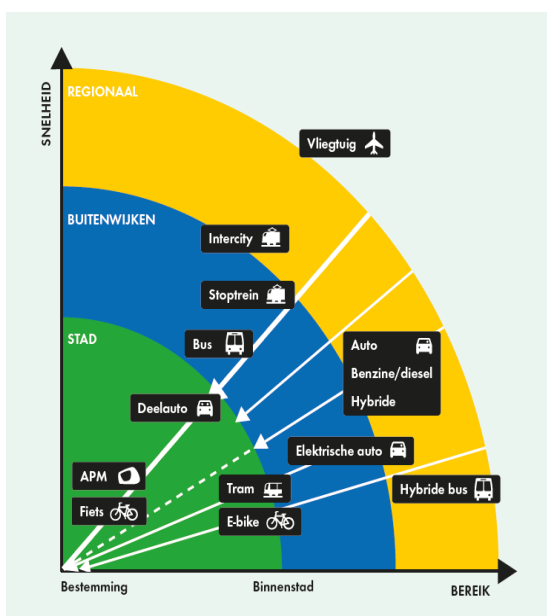 SNELHEID
REGIONAAL
Vliegtuig
BUITENWIJKEN
Intercity
Stoptrein
STAD
Bus
Auto
Benzine/diesel
Hybride
Deelauto
Elektrische auto
APM
Tram
Hybride bus
Fiets
E-bike
Bestemming
Binnenstad
BEREIK